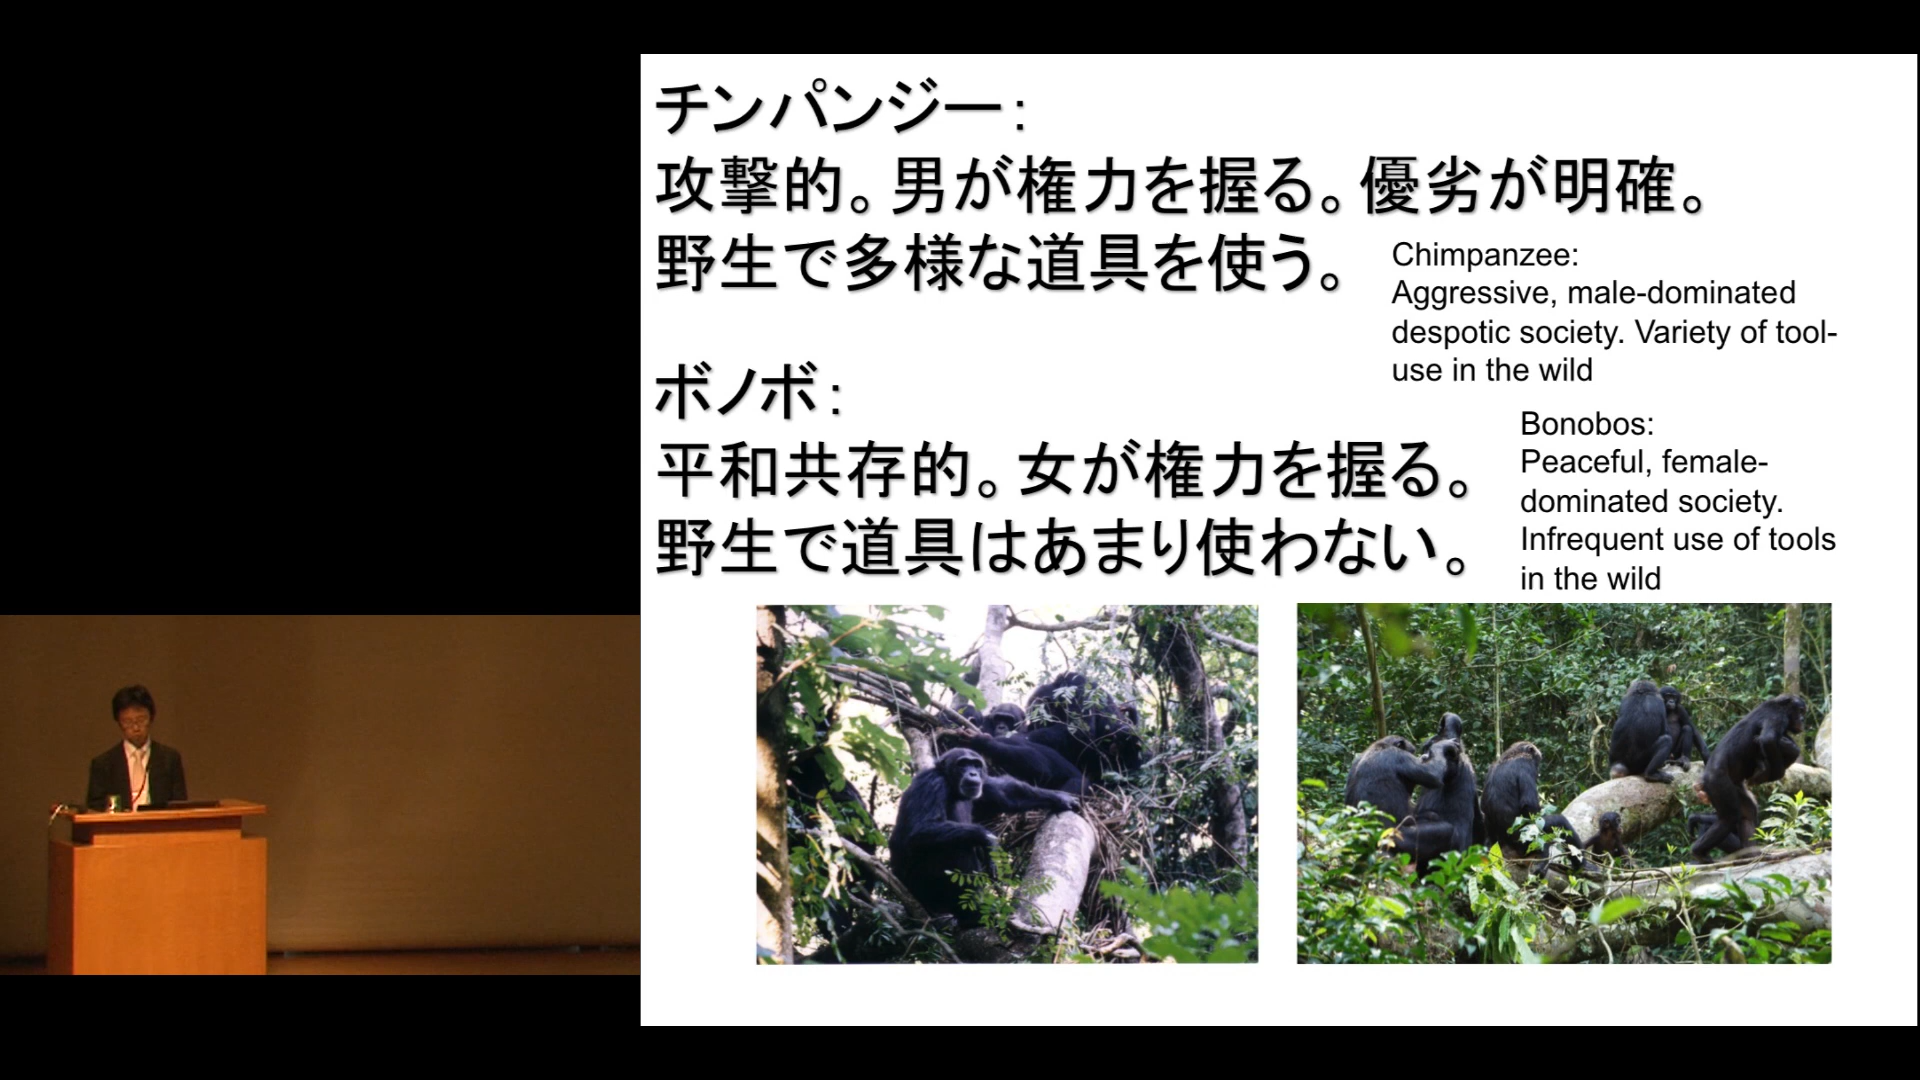 チンパンジー：
攻撃的。男が権力を握る。優劣が明確。
野生で多様な道具を使う。
Chimpanzee:
Aggressive, male-dominated
despotic society. Variety of tool-
use in the wild
ボノボ：
平和共存的。女が権力を握る。
野生で道具はあまり使わない。
Bonobos:
Peaceful, female-
dominated society.
Infrequent use of tools
in the wild